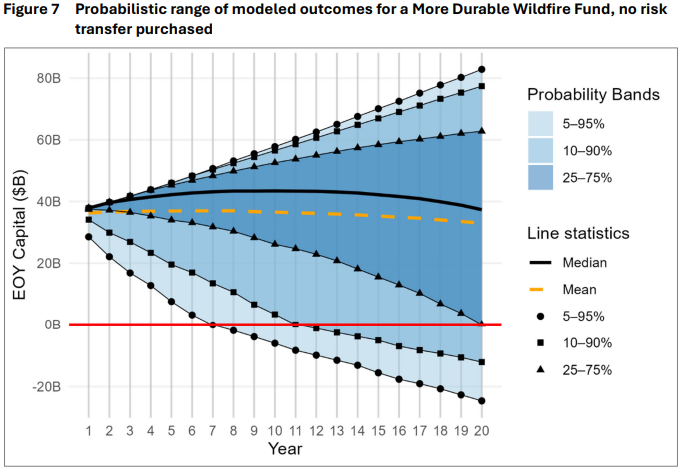 Figure 7 Probabilistic range of modeled outcomes for a More Durable Wildfire Fund, no risk
transfer purchased
80B
60B
40B
20B
0B
-20B
EOY Capital ($B)
1 2 3 4 5 6 7 8 9 10 11 12 13 14 15 16 17 18 19 20
Year
Probability Bands
5–95%
10–90%
25–75%
Line statistics
Median
Mean
5–95%
10–90%
25–75%